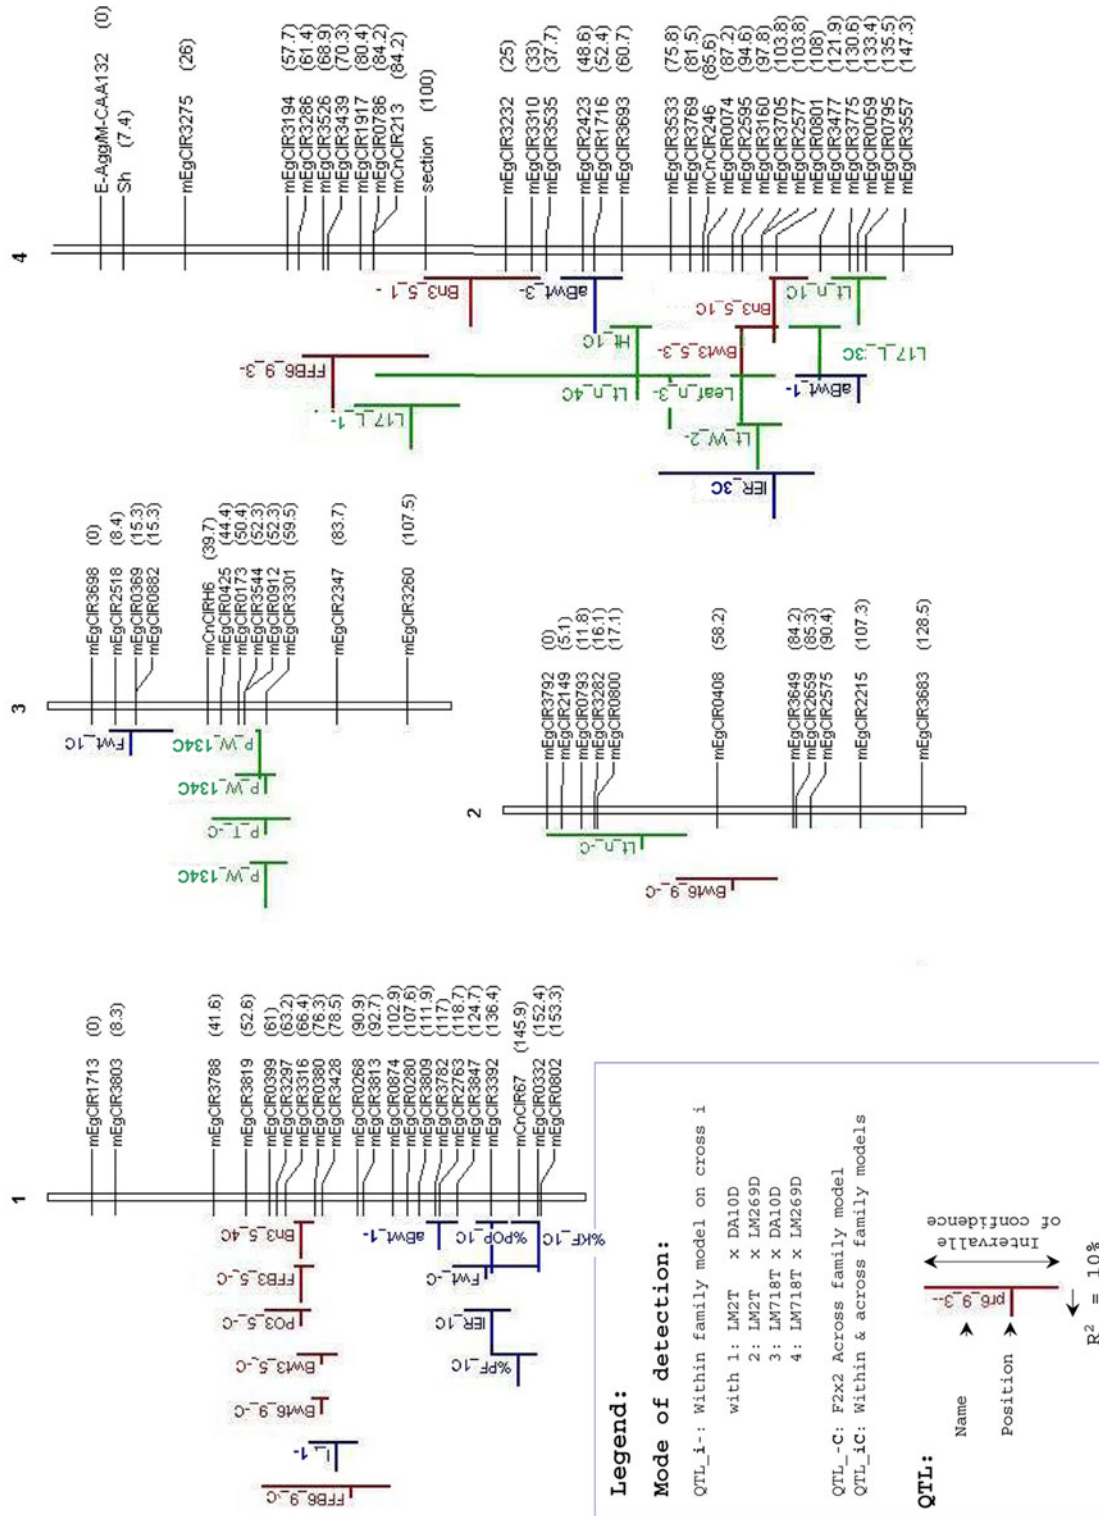 1
mEgCIR1713 (0)
mEgCIR3803 (8.3)
mEgCIR3788 (41.6)
mEgCIR3819 (52.6)
mEgCIR0399 (61)
mEgCIR3297 (63.2)
mEgCIR3316 (66.4)
mEgCIR0380 (76.3)
mEgCIR3428 (78.5)
mEgCIR0268 (90.9)
mEgCIR3813 (92.7)
mEgCIR0874 (102.9)
mEgCIR0280 (107.6)
mEgCIR3809 (111.9)
mEgCIR3782 (117)
mEgCIR2763 (118.7)
mEgCIR3847 (124.7)
mEgCIR3392 (136.4)
mCnCIR67 (145.9)
mEgCIR0332 (152.4)
mEgCIR0802 (153.3)
Bn3_5_4C
FFB3_5_-C
PO3_5_-C
Bwt3_5_-C
Bwt6_9_-C
FFB6_9_-C
aBwt_1-
%POP_1C
%KF_1C
Fwt_-C
IER_1C
%PF_1C
2
mEgCIR3792 (0)
mEgCIR2149 (5.1)
mEgCIR0793 (11.8)
mEgCIR3282 (16.1)
mEgCIR0800 (17.1)
mEgCIR0408 (58.2)
mEgCIR3649 (84.2)
mEgCIR2659 (85.3)
mEgCIR2575 (90.4)
mEgCIR2215 (107.3)
mEgCIR3683 (128.5)
Lt_n_-C
Bwt6_9_-C
3
mEgCIR3698 (0)
mEgCIR2518 (8.4)
mEgCIR0369 (15.3)
mEgCIR0882 (15.3)
mCnCIRH6 (39.7)
mEgCIR0425 (44.4)
mEgCIR0173 (50.4)
mEgCIR3544 (52.3)
mEgCIR0912 (52.3)
mEgCIR3301 (59.5)
mEgCIR2347 (83.7)
mEgCIR3260 (107.5)
Fwt_1C
P_W_134C
P_W_134C
P_T_-C
P_W_134C
4
E-Agg/M-CAA132 (0)
Sh (7.4)
mEgCIR3275 (26)
mEgCIR3194 (57.7)
mEgCIR3286 (61.4)
mEgCIR3526 (68.9)
mEgCIR3439 (70.3)
mEgCIR1917 (80.4)
mEgCIR0786 (84.2)
mCnCIR213 (84.2)
section (100)
mEgCIR3232 (25)
mEgCIR3310 (33)
mEgCIR3535 (37.7)
mEgCIR2423 (48.6)
mEgCIR1716 (52.4)
mEgCIR3693 (60.7)
mEgCIR3533 (75.8)
mEgCIR3769 (81.5)
mCnCIR246 (85.6)
mEgCIR0074 (87.2)
mEgCIR2595 (94.6)
mEgCIR3160 (97.8)
mEgCIR3705 (103.8)
mEgCIR2577 (103.8)
mEgCIR0801 (108)
mEgCIR3477 (121.9)
mEgCIR3775 (130.6)
mEgCIR0059 (133.4)
mEgCIR0795 (135.5)
mEgCIR3557 (147.3)
Bn3_5_1-
aBwt_3-
Bn3_5_1C
Lt_n_1C
Ht_1C
Bwt3_5_3-
L17_L_3C
FFB6_9_3-
Lt_n_4C
Leaf_n_3-
aBwt_1-
L17_L_1-
Lt_W_2-
IER_3C
Legend:
Mode of detection:
QTL_i-: Within family model on cross i
with 1: LM2T x DA10D
2: LM2T x LM269D
3: LM718T x DA10D
4: LM718T x LM269D
QTL_-C: F2x2 Across family model
QTL_iC: Within & across family models
QTL:
Name
Position
pr6_9_3--
Intervalle
of confidence
R² = 10%